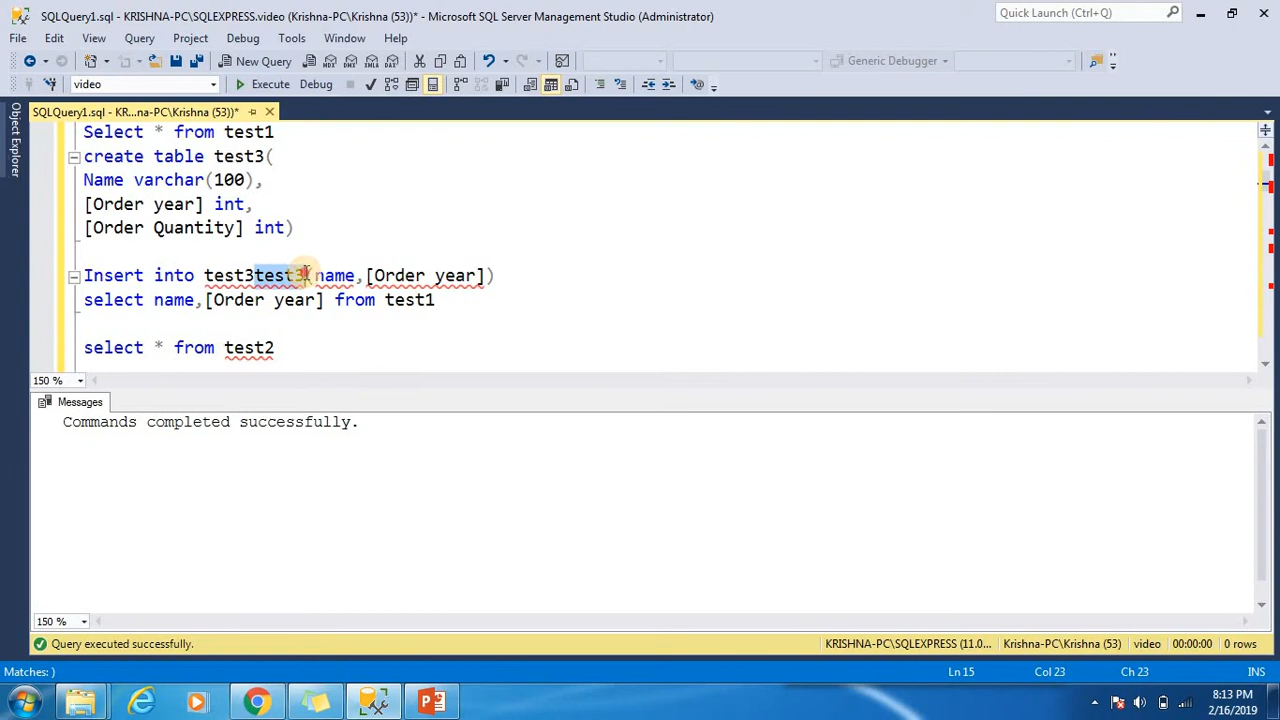 SQLQuery1.sql - KRISHNA-PC\SQLEXPRESS.video (Krishna-PC\Krishna (53))* - Microsoft SQL Server Management Studio (Administrator)
Quick Launch (Ctrl+Q)
File Edit View Query Project Debug Tools Window Help
New Query
Generic Debugger
video
Execute Debug
SQLQuery1.sql - KR...na-PC\Krishna (53))*
Object Explorer
Select * from test1
create table test3(
Name varchar(100),
[Order year] int,
[Order Quantity] int)
Insert into test3test3(name,[Order year])
select name,[Order year] from test1
select * from test2
150 %
Messages
Commands completed successfully.
150 %
Query executed successfully.
KRISHNA-PC\SQLEXPRESS (11.0... Krishna-PC\Krishna (53) video 00:00:00 0 rows
Matches: ) Ln 15 Col 23 Ch 23 INS
8:13 PM
2/16/2019